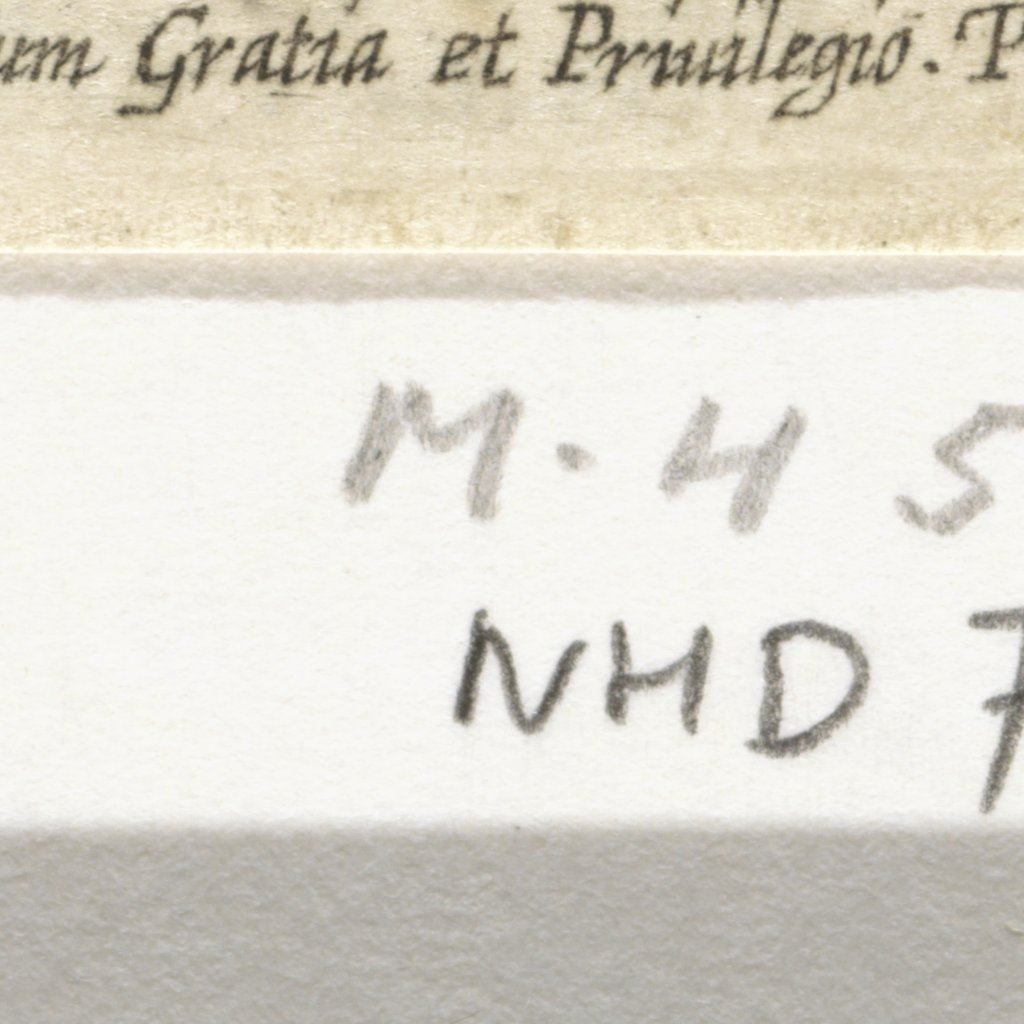 um Gratia et Priuilegio. P
M·H 5
NHD 7